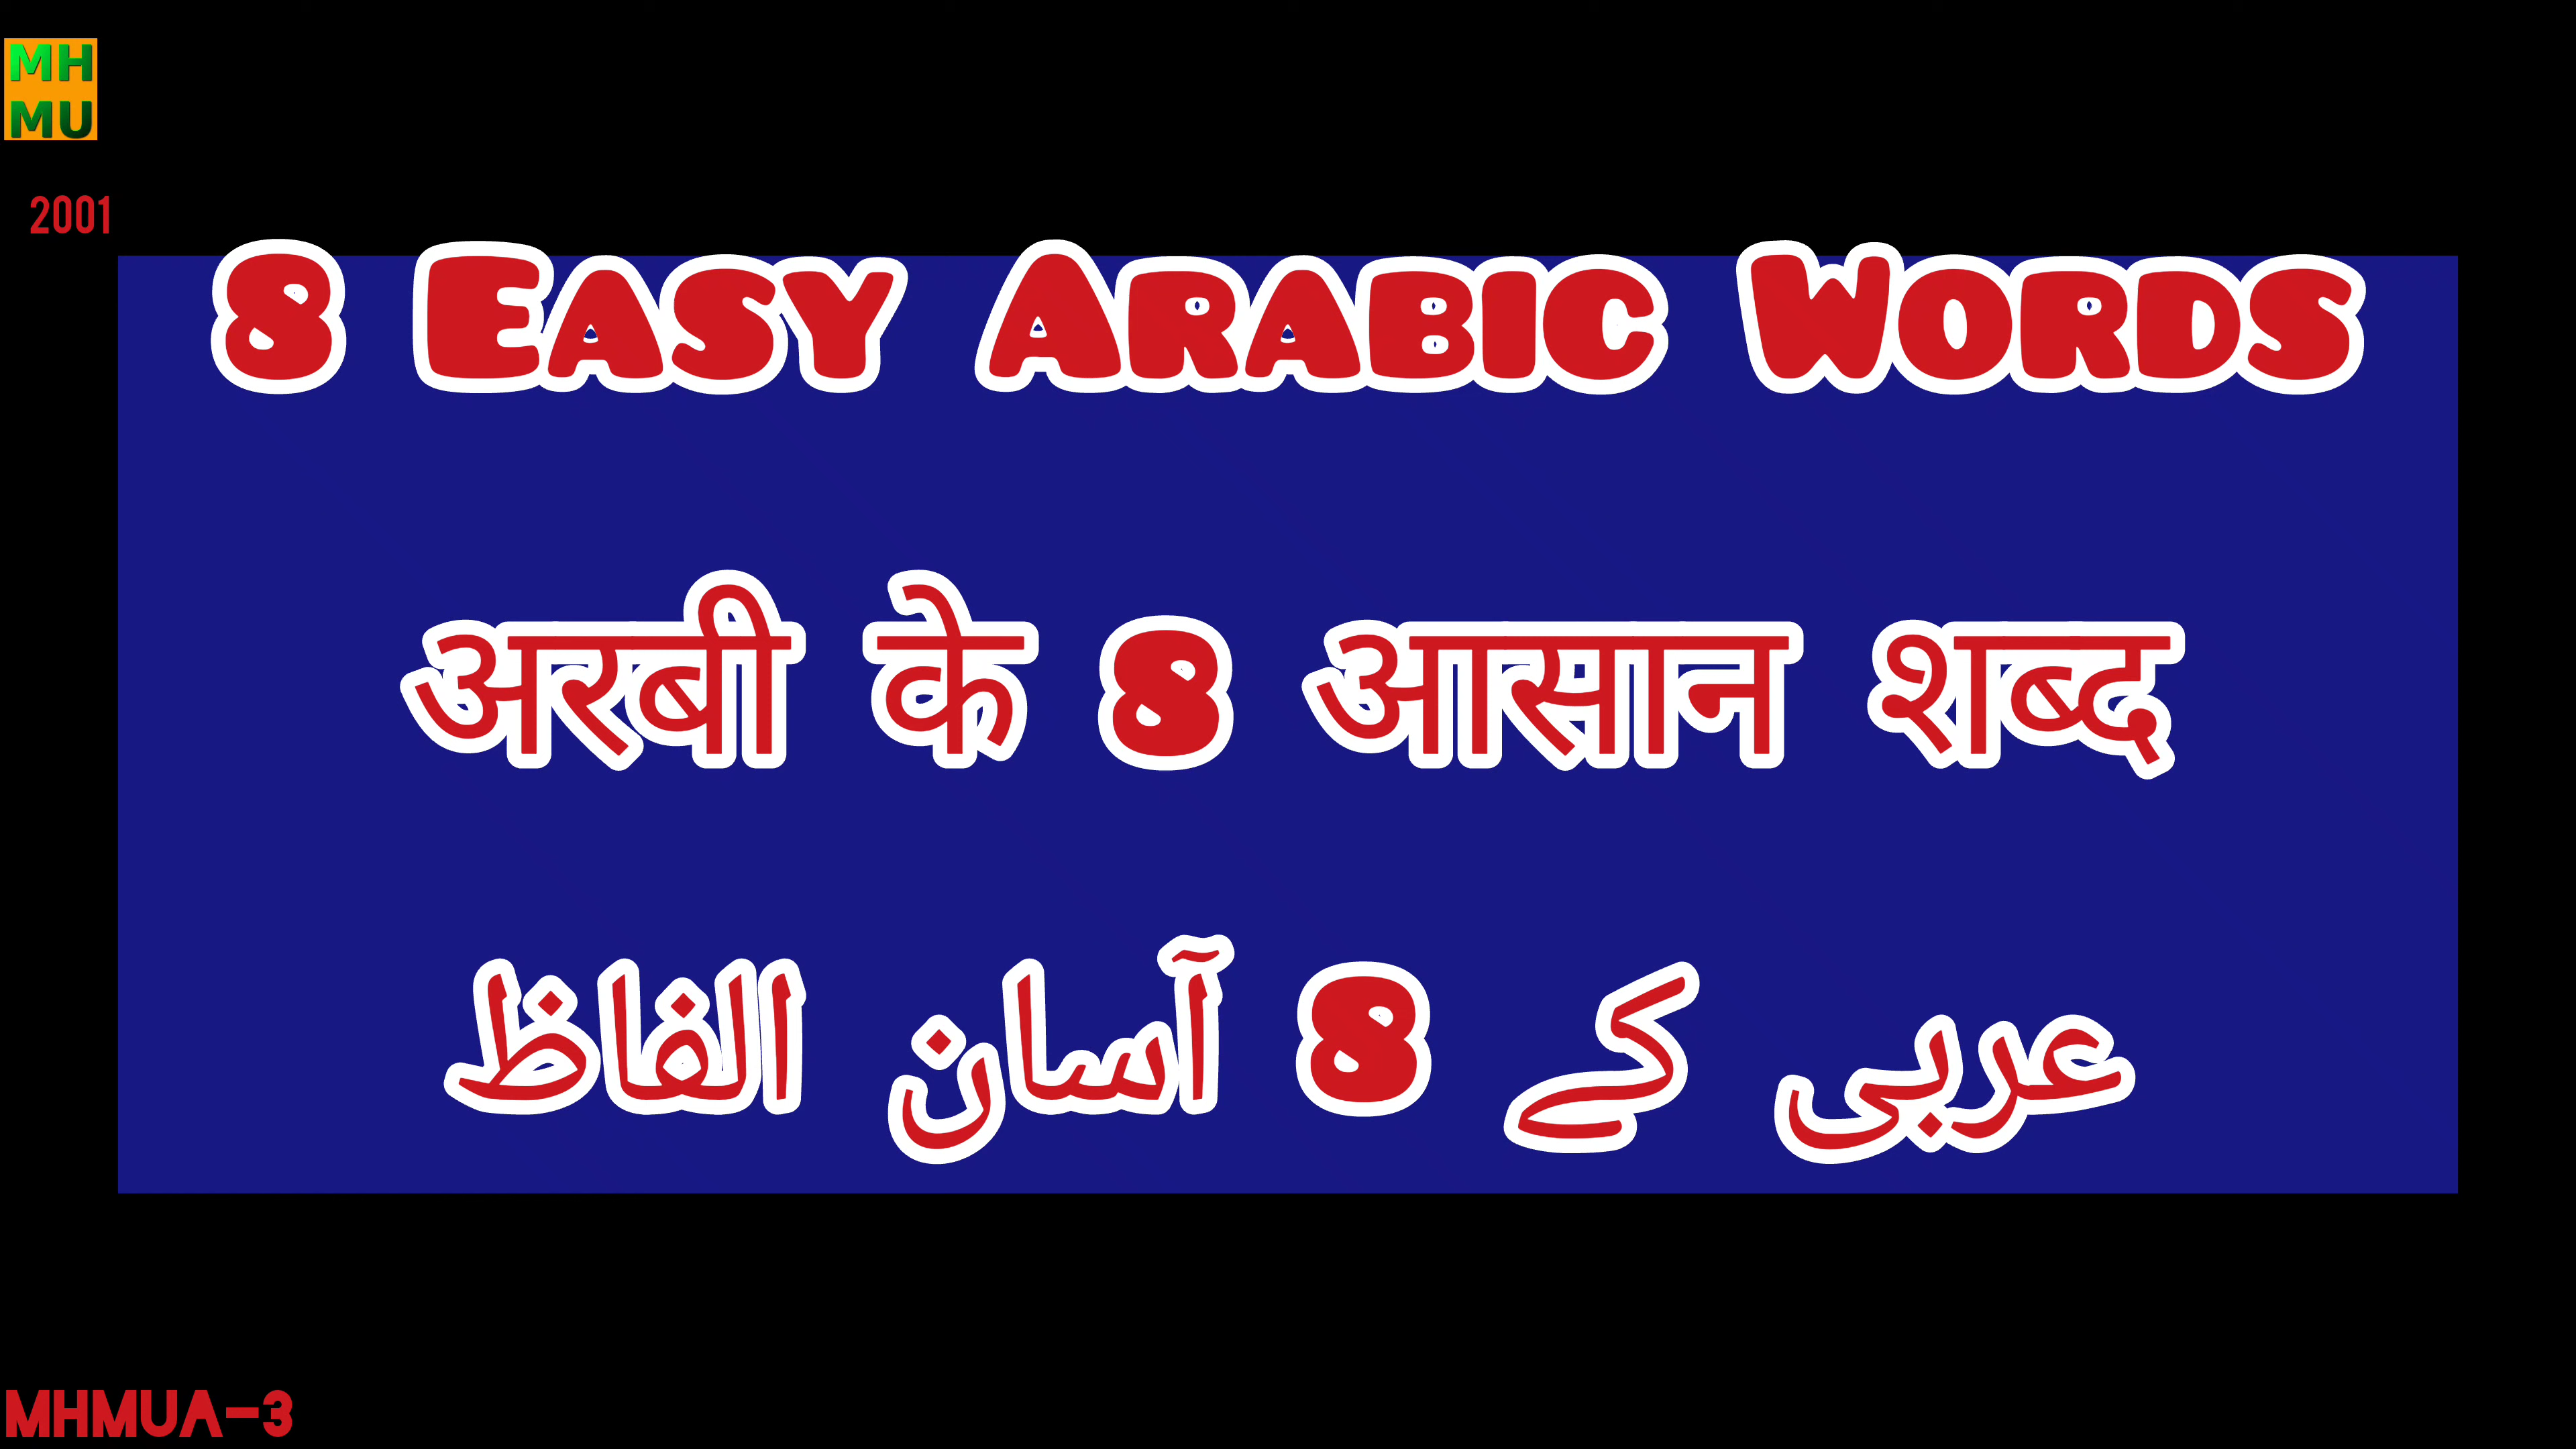 MH
MU
2001
8 Easy Arabic Words
अरबी के 8 आसान शब्द
عربی کے 8 آسان الفاظ
MHMUA-3